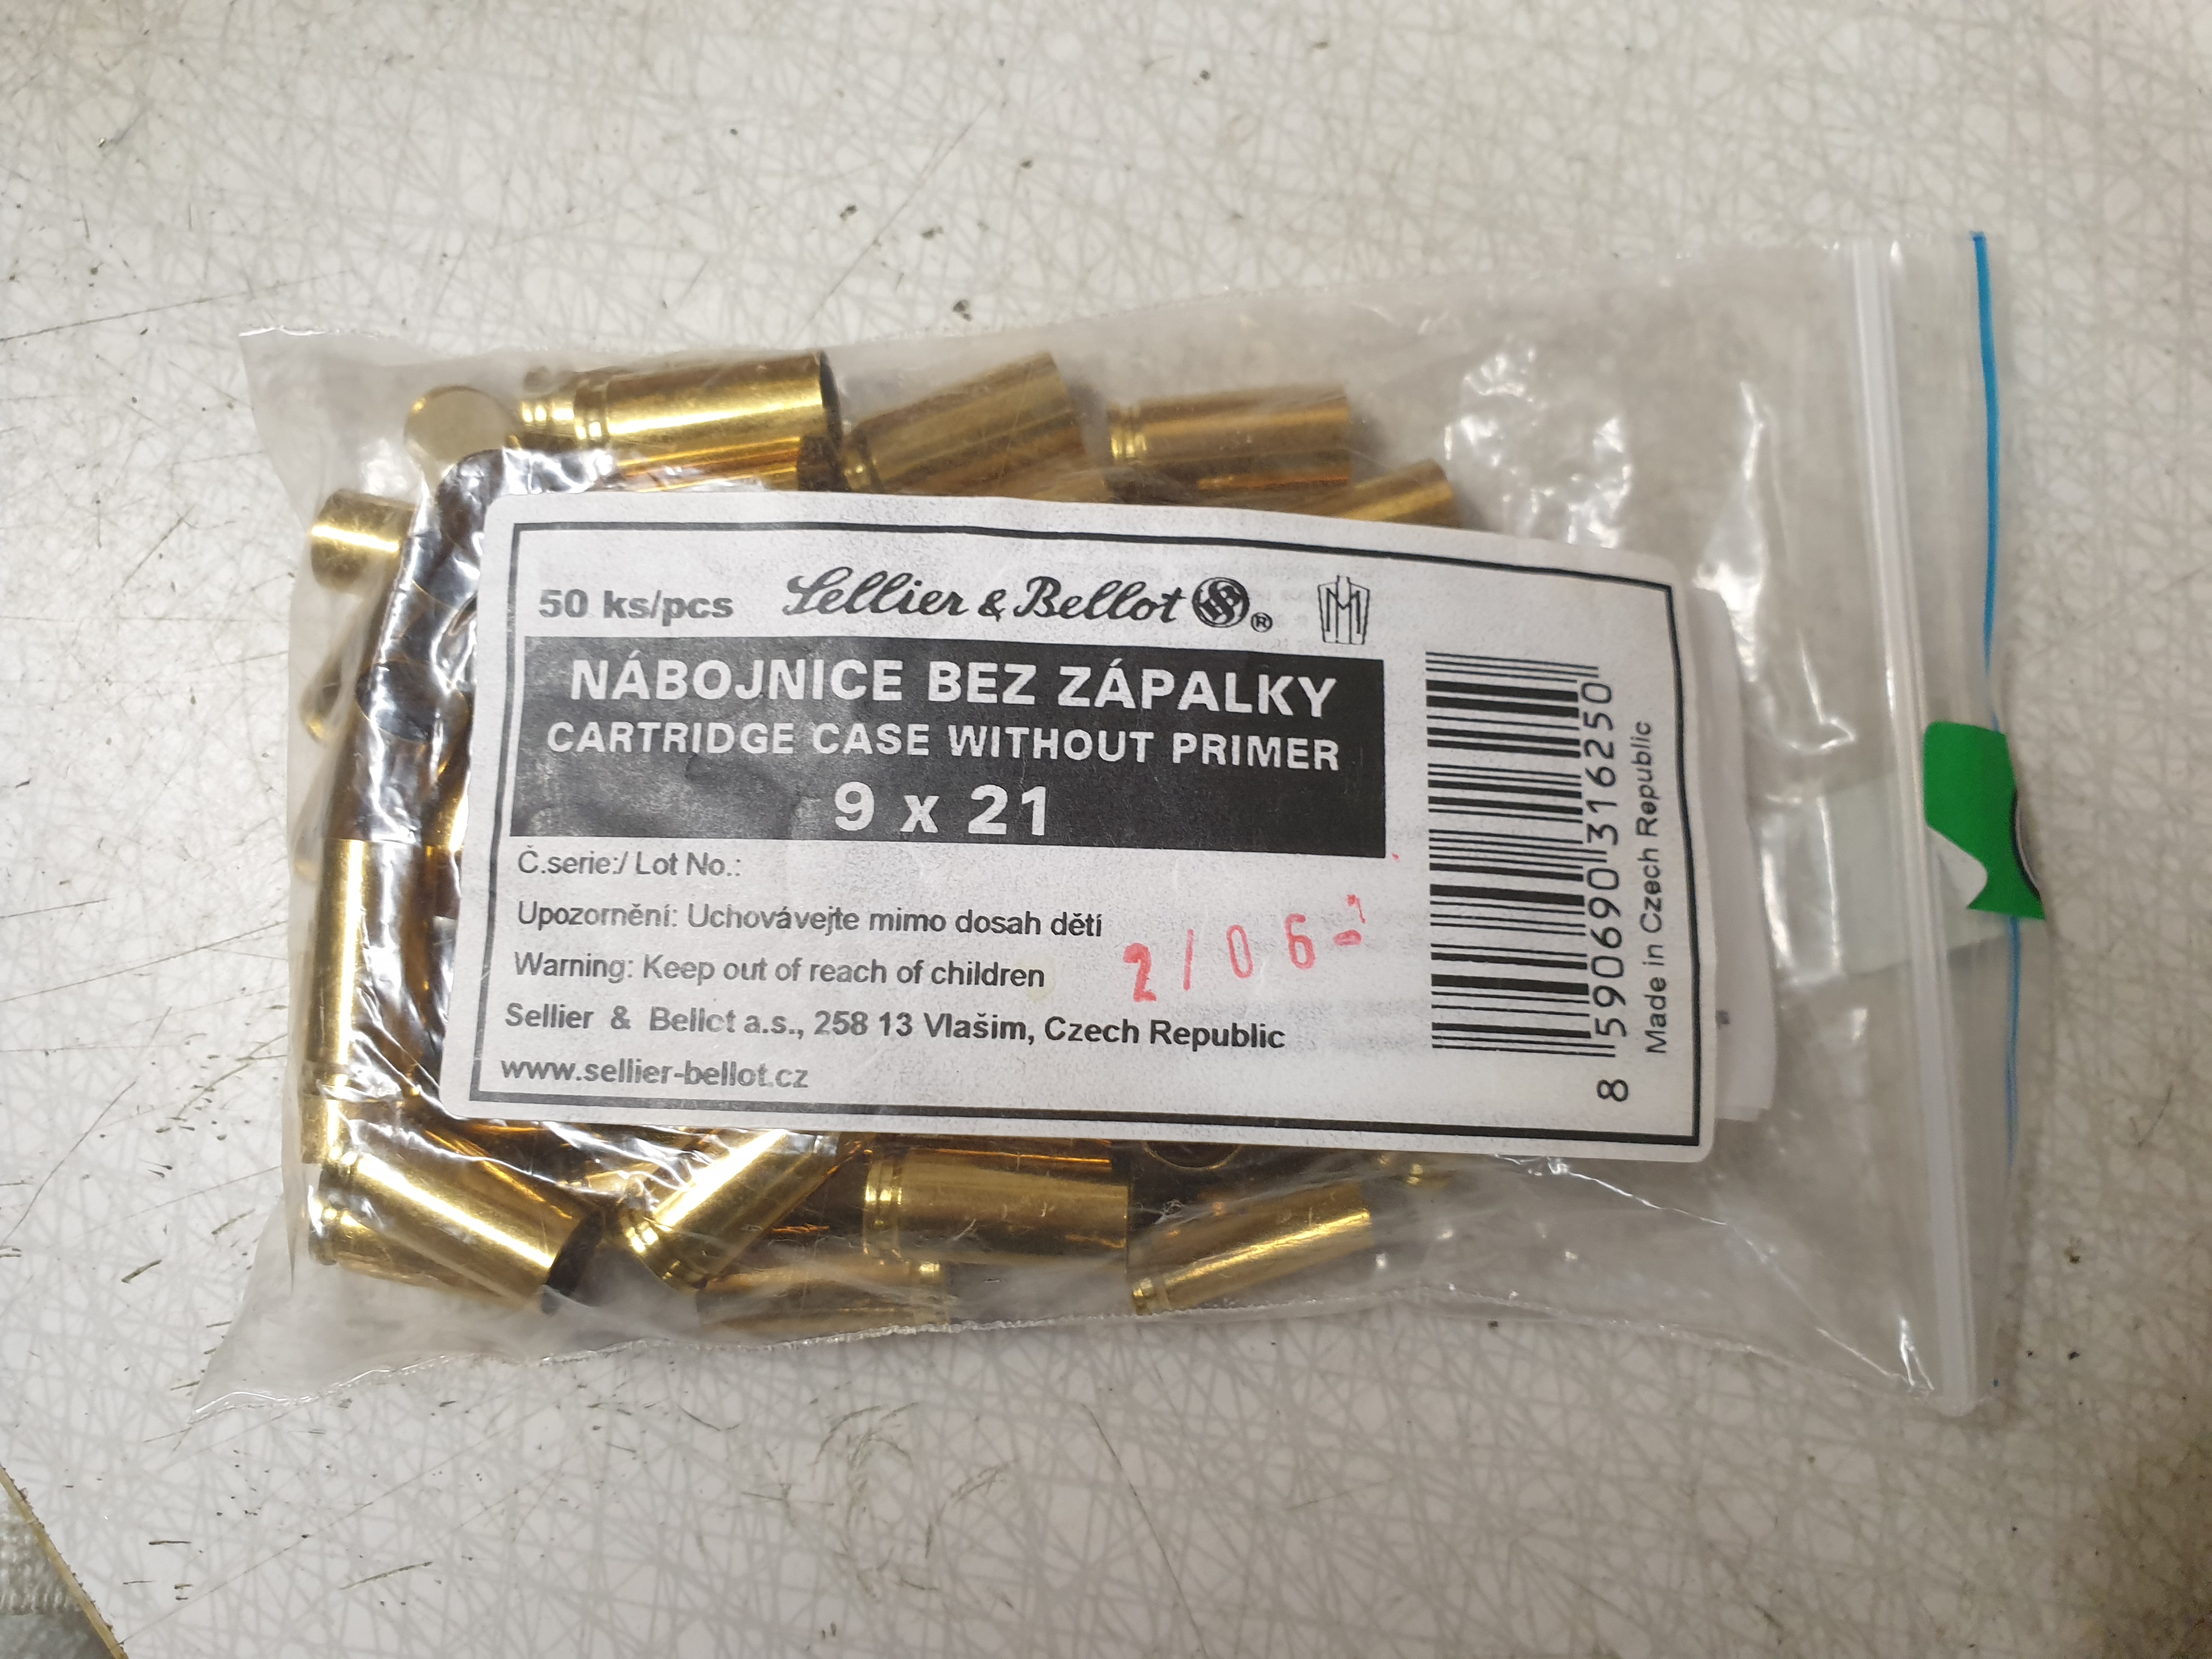 50 ks/pcs Sellier & Bellot ®
NÁBOJNICE BEZ ZÁPALKY
CARTRIDGE CASE WITHOUT PRIMER
9 x 21
Č.serie:/ Lot No.:
Upozornění: Uchovávejte mimo dosah dětí
Warning: Keep out of reach of children
Sellier & Bellot a.s., 258 13 Vlašim, Czech Republic
www.sellier-bellot.cz
8 590690 316250
Made in Czech Republic